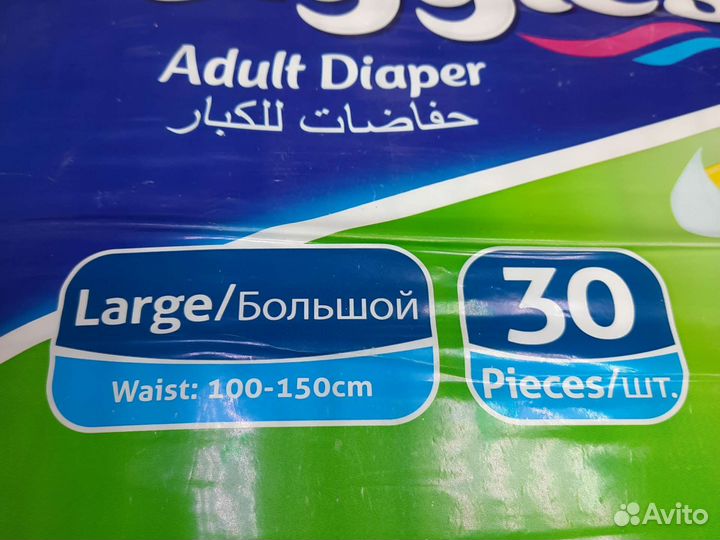 Adult Diaper
حفاضات للكبار
Large/Большой
Waist: 100-150cm
30
Pieces/шт.
Avito